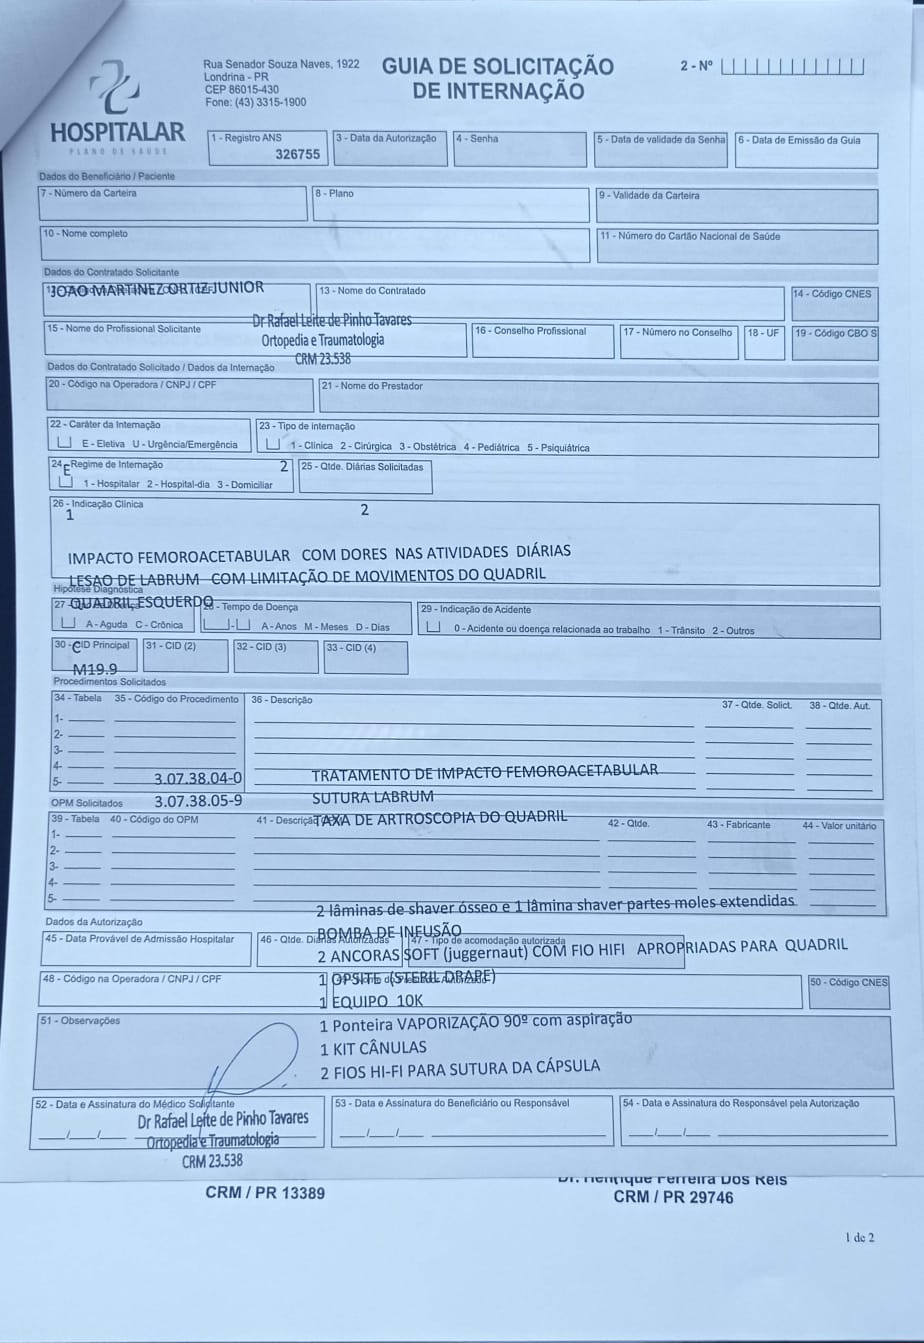 HOSPITALAR
PLANO DE SAÚDE
Rua Senador Souza Naves, 1922
Londrina - PR
CEP 86015-430
Fone: (43) 3315-1900
GUIA DE SOLICITAÇÃO
DE INTERNAÇÃO
2 - Nº
1 - Registro ANS
326755
3 - Data da Autorização
4 - Senha
5 - Data de validade da Senha
6 - Data de Emissão da Guia
Dados do Beneficiário / Paciente
7 - Número da Carteira
8 - Plano
9 - Validade da Carteira
10 - Nome completo
11 - Número do Cartão Nacional de Saúde
Dados do Contratado Solicitante
JOAO MARTINEZ ORTIZ JUNIOR
13 - Nome do Contratado
14 - Código CNES
15 - Nome do Profissional Solicitante
Dr Rafael Leite de Pinho Tavares
Ortopedia e Traumatologia
CRM 23.538
16 - Conselho Profissional
17 - Número no Conselho
18 - UF
19 - Código CBO S
Dados do Contratado Solicitado / Dados da Internação
20 - Código na Operadora / CNPJ / CPF
21 - Nome do Prestador
22 - Caráter da Internação
E - Eletiva U - Urgência/Emergência
23 - Tipo de internação
1 - Clínica 2 - Cirúrgica 3 - Obstétrica 4 - Pediátrica 5 - Psiquiátrica
24 - Regime de Internação
E
2
1 - Hospitalar 2 - Hospital-dia 3 - Domiciliar
25 - Qtde. Diárias Solicitadas
26 - Indicação Clínica
1
2
IMPACTO FEMOROACETABULAR COM DORES NAS ATIVIDADES DIÁRIAS
LESAO DE LABRUM COM LIMITAÇÃO DE MOVIMENTOS DO QUADRIL
Hipótese Diagnóstica
QUADRIL ESQUERDO
27 -
A - Aguda C - Crônica
28 - Tempo de Doença
A - Anos M - Meses D - Dias
29 - Indicação de Acidente
0 - Acidente ou doença relacionada ao trabalho 1 - Trânsito 2 - Outros
30 - CID Principal
C
M19.9
31 - CID (2)
32 - CID (3)
33 - CID (4)
Procedimentos Solicitados
34 - Tabela
35 - Código do Procedimento
36 - Descrição
37 - Qtde. Solict.
38 - Qtde. Aut.
1-
2-
3-
4-
5-
3.07.38.04-0
TRATAMENTO DE IMPACTO FEMOROACETABULAR
OPM Solicitados
3.07.38.05-9
SUTURA LABRUM
39 - Tabela
40 - Código do OPM
41 - Descrição
TAXA DE ARTROSCOPIA DO QUADRIL
42 - Qtde.
43 - Fabricante
44 - Valor unitário
1-
2-
3-
4-
5-
2 lâminas de shaver ósseo e 1 lâmina shaver partes moles extendidas
Dados da Autorização
BOMBA DE INFUSÃO
45 - Data Provável de Admissão Hospitalar
46 - Qtde. Diárias Autorizadas
47 - Tipo de acomodação autorizada
2 ANCORAS SOFT (juggernaut) COM FIO HIFI APROPRIADAS PARA QUADRIL
48 - Código na Operadora / CNPJ / CPF
1 OPSITE (STERIL DRAPE)
50 - Código CNES
1 EQUIPO 10K
51 - Observações
1 Ponteira VAPORIZAÇÃO 90º com aspiração
1 KIT CÂNULAS
2 FIOS HI-FI PARA SUTURA DA CÁPSULA
52 - Data e Assinatura do Médico Solicitante
Dr Rafael Leite de Pinho Tavares
Ortopedia e Traumatologia
CRM 23.538
53 - Data e Assinatura do Beneficiário ou Responsável
54 - Data e Assinatura do Responsável pela Autorização
CRM / PR 13389
Dr. Henrique Ferreira Dos Reis
CRM / PR 29746
1 de 2